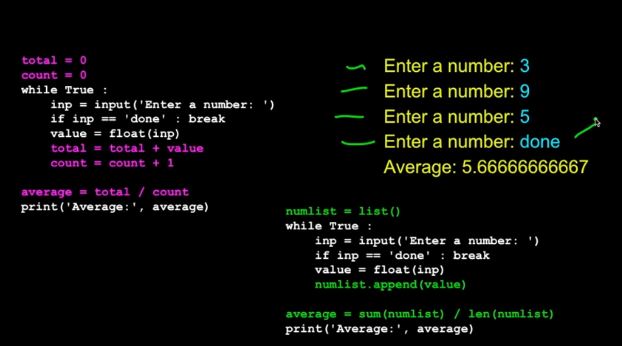 total = 0
count = 0
while True :
    inp = input('Enter a number: ')
    if inp == 'done' : break
    value = float(inp)
    total = total + value
    count = count + 1
average = total / count
print('Average:', average)
Enter a number: 3
Enter a number: 9
Enter a number: 5
Enter a number: done
Average: 5.66666666667
numlist = list()
while True :
    inp = input('Enter a number: ')
    if inp == 'done' : break
    value = float(inp)
    numlist.append(value)
average = sum(numlist) / len(numlist)
print('Average:', average)